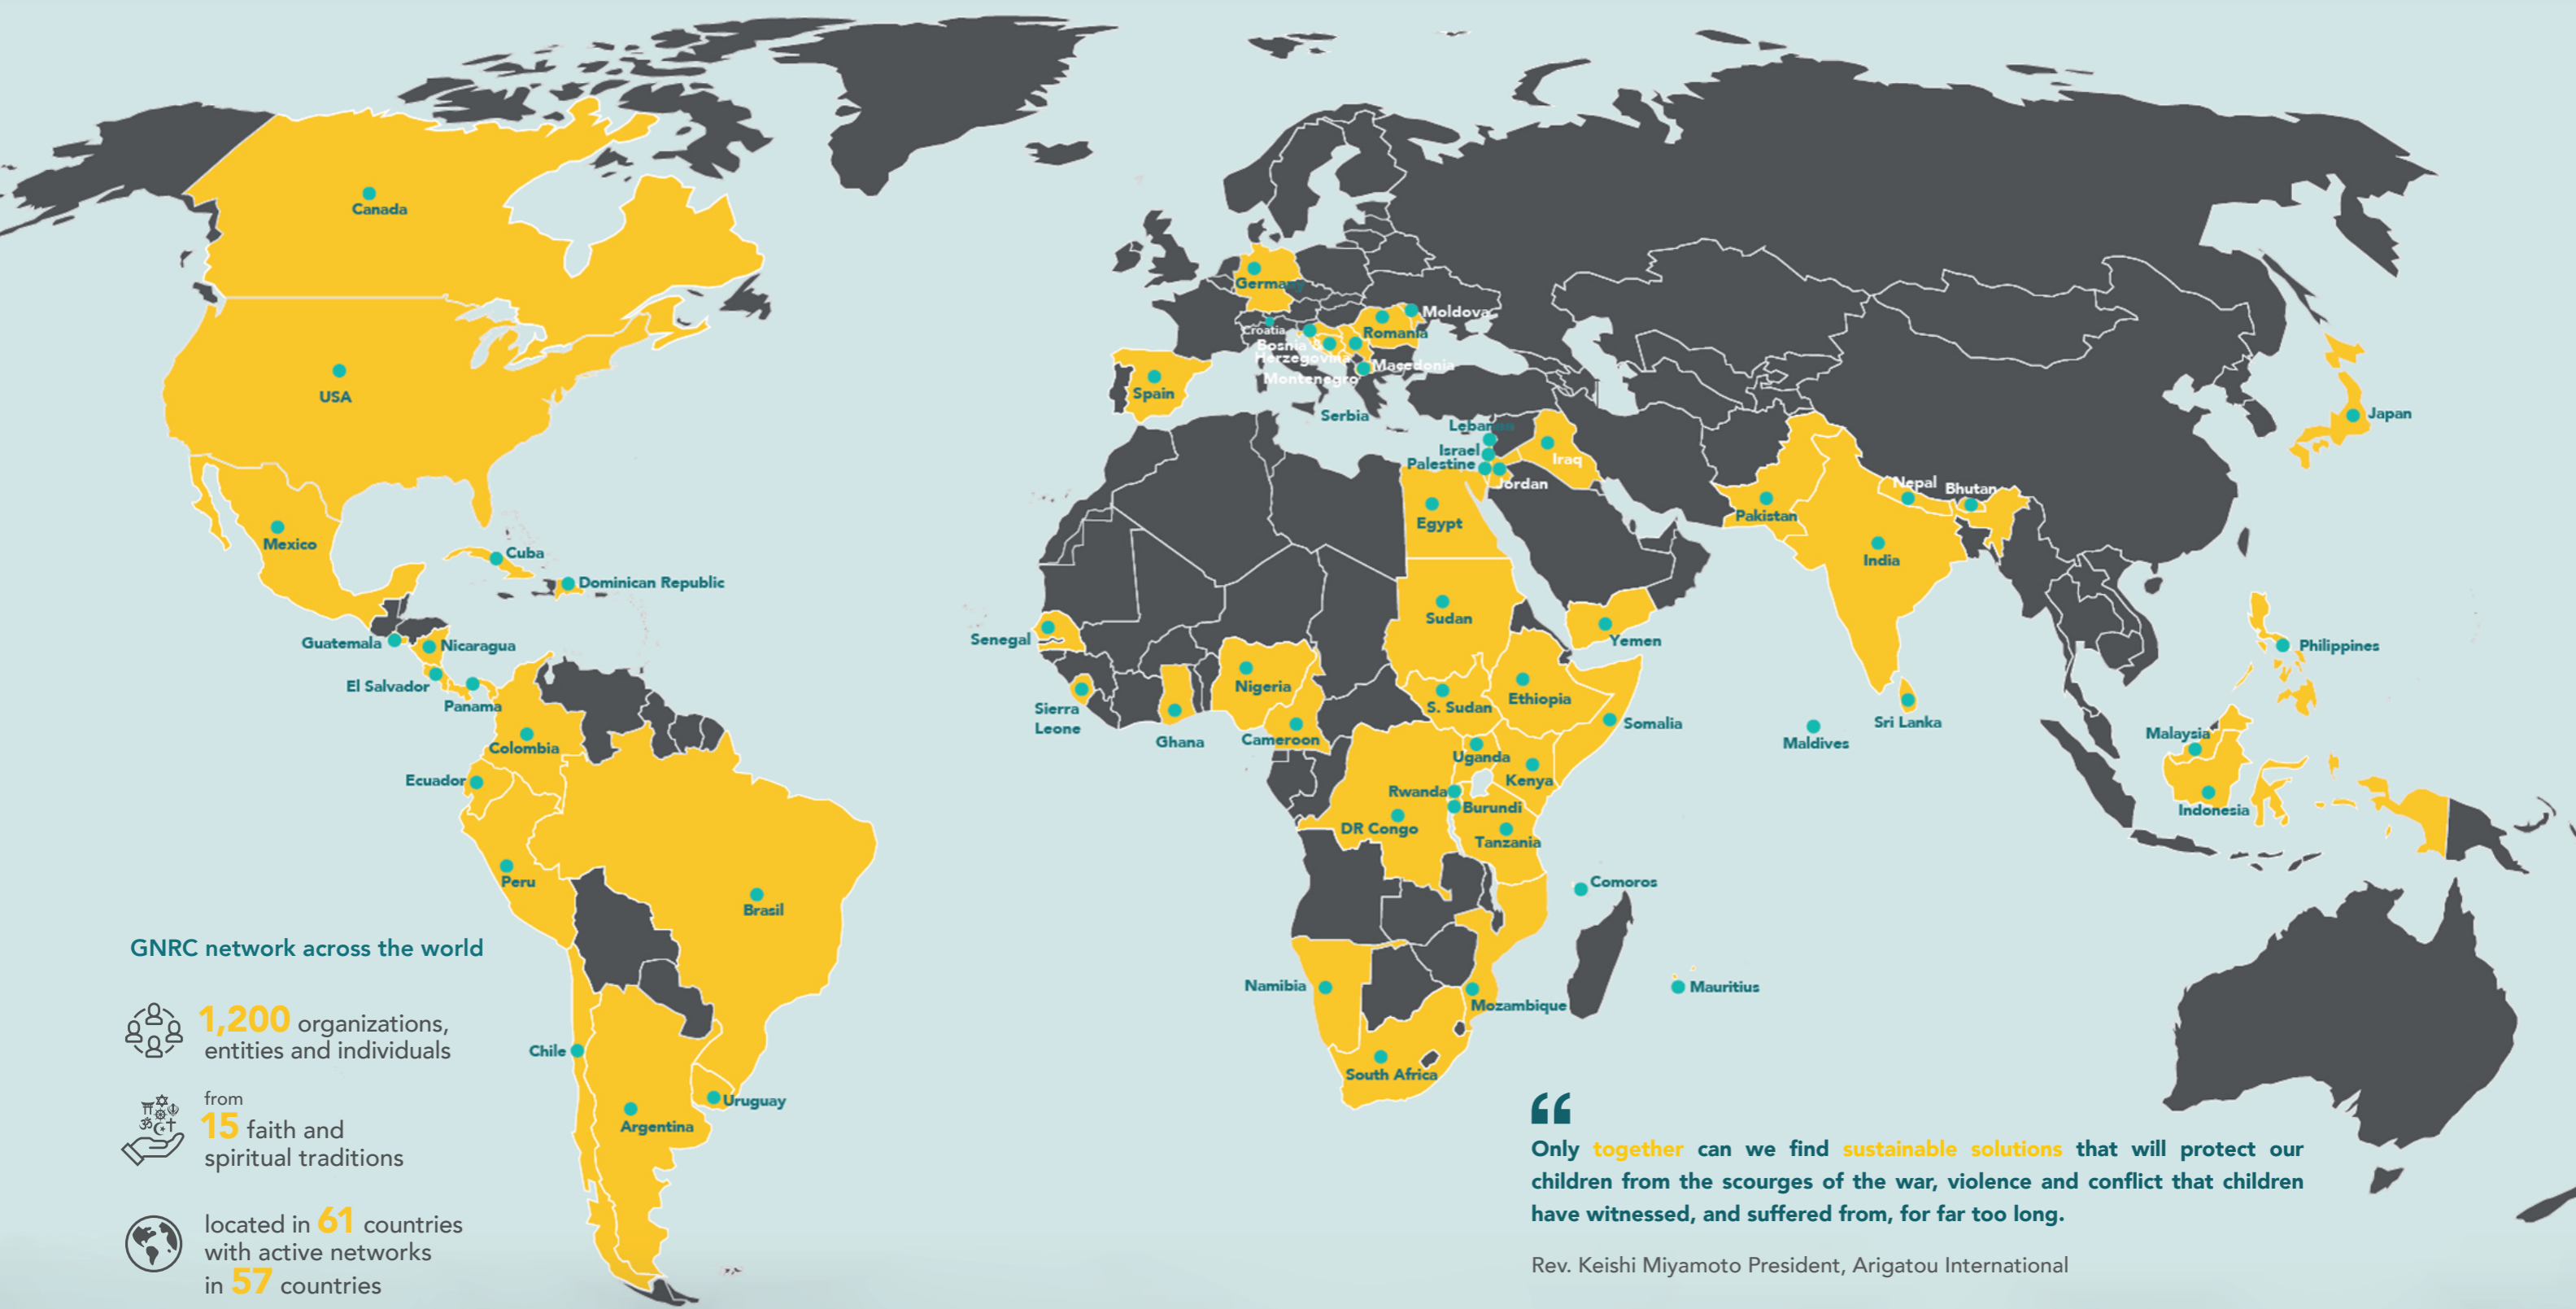 Canada
USA
Mexico
Cuba
Dominican Republic
Guatemala
Nicaragua
El Salvador
Panama
Colombia
Ecuador
Peru
Brasil
Chile
Uruguay
Argentina
Germany
Moldova
Croatia
Romania
Bosnia &
Herzegovina
Macedonia
Montenegro
Spain
Serbia
Lebanon
Israel
Palestine
Iraq
Jordan
Egypt
Sudan
Yemen
Senegal
Sierra
Leone
Ghana
Nigeria
Cameroon
S. Sudan
Ethiopia
Somalia
Uganda
Kenya
Rwanda
Burundi
DR Congo
Tanzania
Comoros
Namibia
Mozambique
Mauritius
South Africa
Pakistan
Nepal
Bhutan
India
Sri Lanka
Maldives
Japan
Philippines
Malaysia
Indonesia
GNRC network across the world
1,200 organizations,
entities and individuals
from
15 faith and
spiritual traditions
located in 61 countries
with active networks
in 57 countries
“
Only together can we find sustainable solutions that will protect our
children from the scourges of the war, violence and conflict that children
have witnessed, and suffered from, for far too long.
Rev. Keishi Miyamoto President, Arigatou International